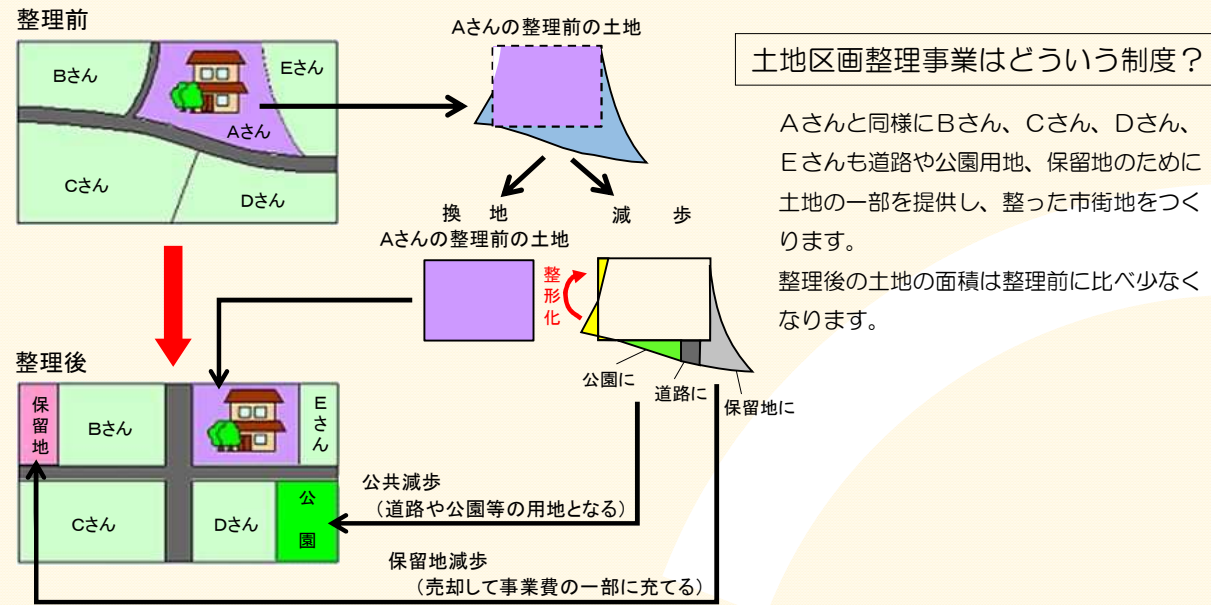 整理前
Bさん
Eさん
Aさん
Cさん
Dさん
Aさんの整理前の土地
土地区画整理事業はどういう制度？
Aさんと同様にBさん、Cさん、Dさん、
Eさんも道路や公園用地、保留地のために
土地の一部を提供し、整った市街地をつく
ります。
整理後の土地の面積は整理前に比べ少なく
なります。
換　地
減　歩
Aさんの整理前の土地
整形化
公園に
道路に
保留地に
整理後
保留地
Bさん
Eさん
Cさん
Dさん
公園
公共減歩
（道路や公園等の用地となる）
保留地減歩
（売却して事業費の一部に充てる）